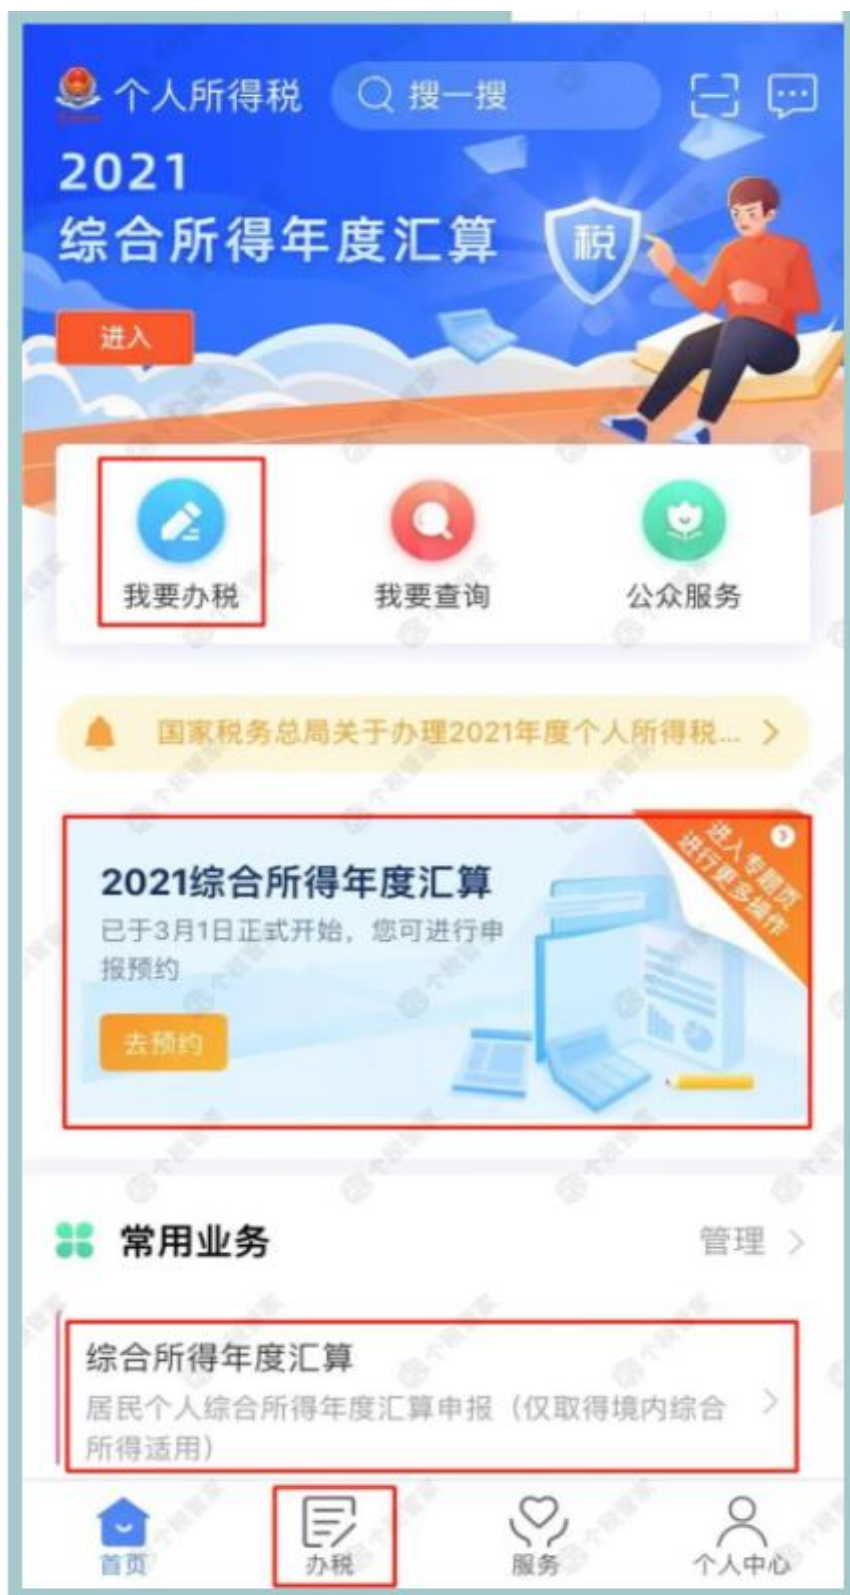 个人所得税 搜一搜
2021
综合所得年度汇算
税
进入
我要办税 我要查询 公众服务
国家税务总局关于办理2021年度个人所得税...
2021综合所得年度汇算
已于3月1日正式开始，您可进行申
报预约
去预约
进入专题页
进行更多操作
常用业务 管理
综合所得年度汇算
居民个人综合所得年度汇算申报（仅取得境内综合
所得适用）
首页 办税 服务 个人中心
个税管家